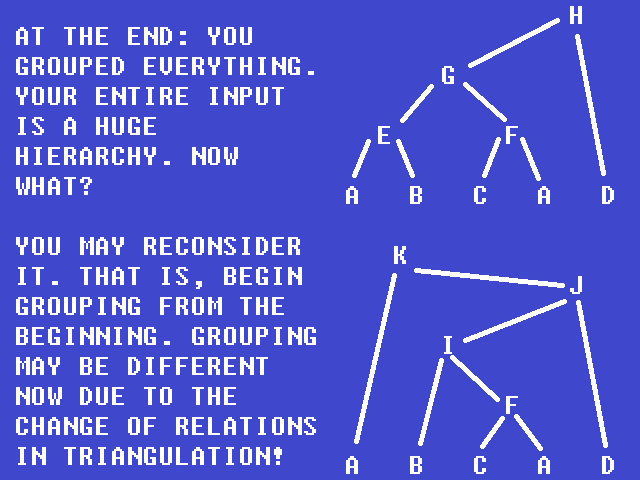 AT THE END: YOU
GROUPED EVERYTHING.
YOUR ENTIRE INPUT
IS A HUGE
HIERARCHY. NOW
WHAT?
H
G
E F
A B C A D
YOU MAY RECONSIDER
IT. THAT IS, BEGIN
GROUPING FROM THE
BEGINNING. GROUPING
MAY BE DIFFERENT
NOW DUE TO THE
CHANGE OF RELATIONS
IN TRIANGULATION!
K
J
I
F
A B C A D